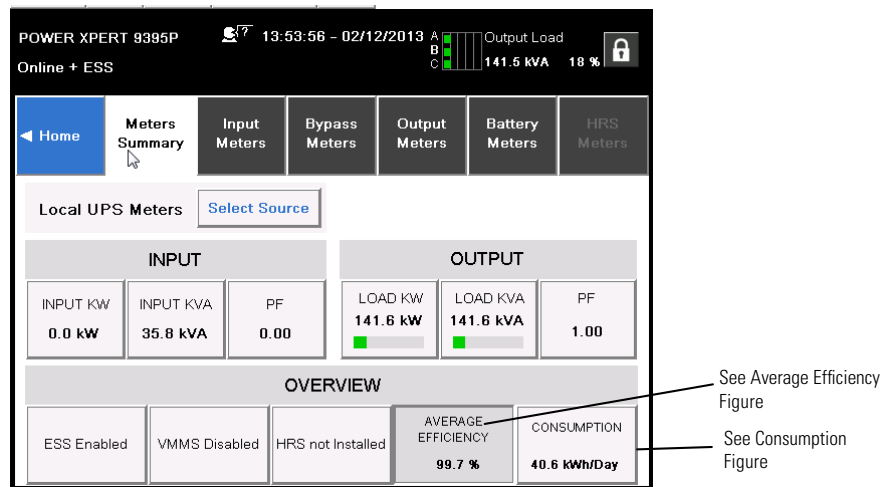 POWER XPERT 9395P
? 13:53:56 - 02/12/2013
A
B
C
Output Load
141.5 kVA 18 %
Online + ESS
Home
Meters Summary
Input Meters
Bypass Meters
Output Meters
Battery Meters
HRS Meters
Local UPS Meters
Select Source
INPUT
OUTPUT
INPUT KW
0.0 kW
INPUT KVA
35.8 kVA
PF
0.00
LOAD KW
141.6 kW
LOAD KVA
141.6 kVA
PF
1.00
OVERVIEW
ESS Enabled
VMMS Disabled
HRS not Installed
AVERAGE
EFFICIENCY
99.7 %
CONSUMPTION
40.6 kWh/Day
See Average Efficiency
Figure
See Consumption
Figure